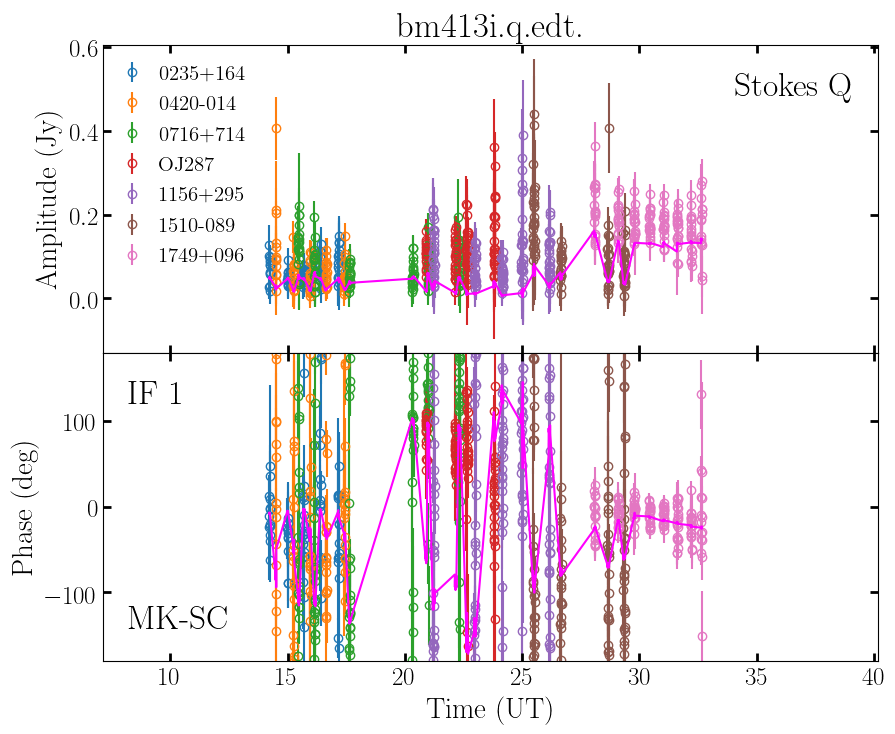 bm413i.q.edt.
Stokes Q
0235+164
0420-014
0716+714
OJ287
1156+295
1510-089
1749+096
Amplitude (Jy)
0.6
0.4
0.2
0.0
IF 1
MK-SC
Phase (deg)
100
0
−100
10 15 20 25 30 35 40
Time (UT)